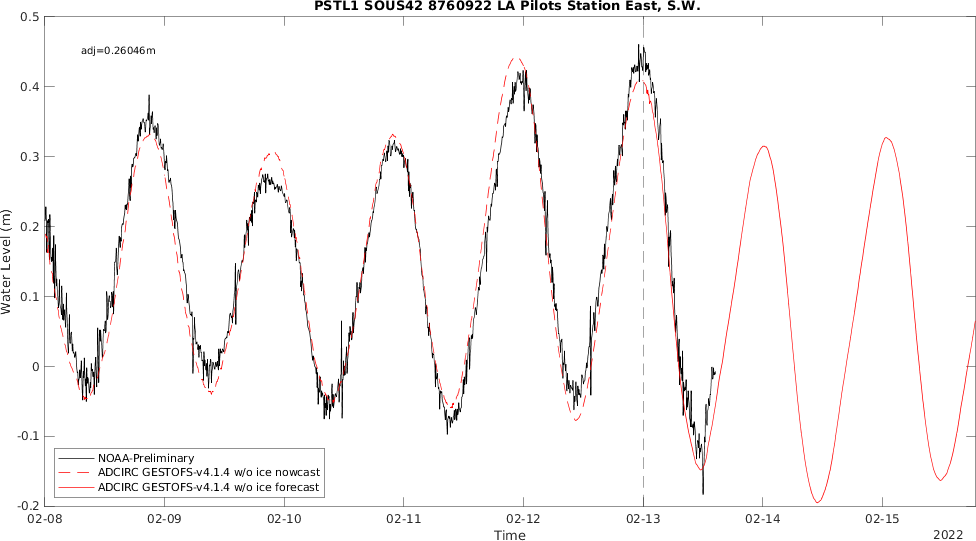 PSTL1 SOUS42 8760922 LA Pilots Station East, S.W.
adj=0.26046m
Water Level (m)
0.5
0.4
0.3
0.2
0.1
0
-0.1
-0.2
NOAA-Preliminary
ADCIRC GESTOFS-v4.1.4 w/o ice nowcast
ADCIRC GESTOFS-v4.1.4 w/o ice forecast
02-08 02-09 02-10 02-11 02-12 02-13 02-14 02-15
Time
2022